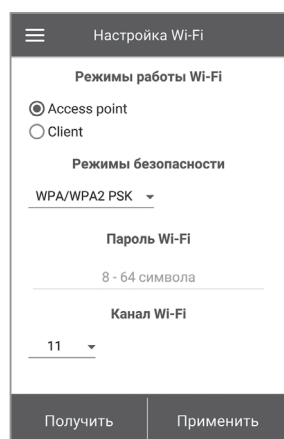 Настройка Wi-Fi
Режимы работы Wi-Fi
Access point
Client
Режимы безопасности
WPA/WPA2 PSK
Пароль Wi-Fi
8 - 64 символа
Канал Wi-Fi
11
Получить Применить